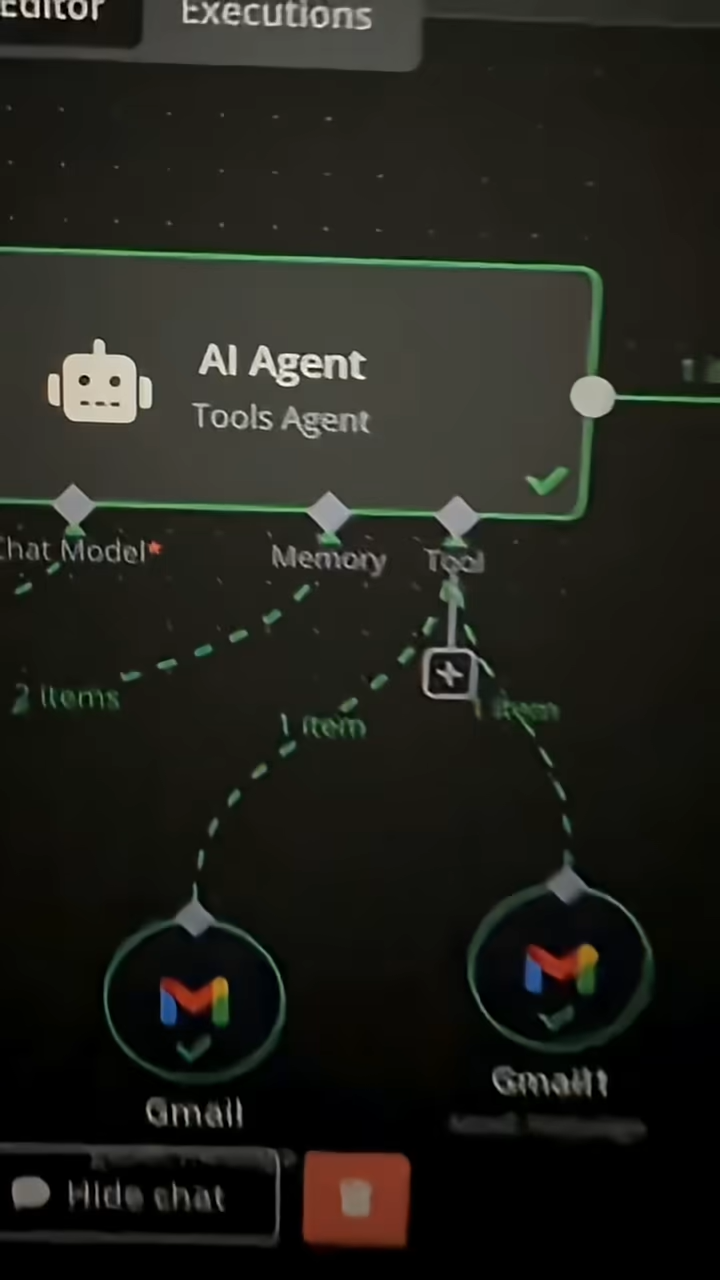 Editor
Executions
AI Agent
Tools Agent
Chat Model*
Memory
Tool
2 items
1 item
1 item
Gmail
Gmail1
Hide chat